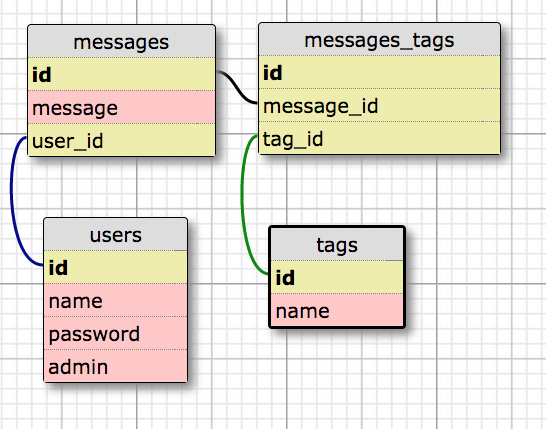 messages
id
message
user_id
messages_tags
id
message_id
tag_id
users
id
name
password
admin
tags
id
name